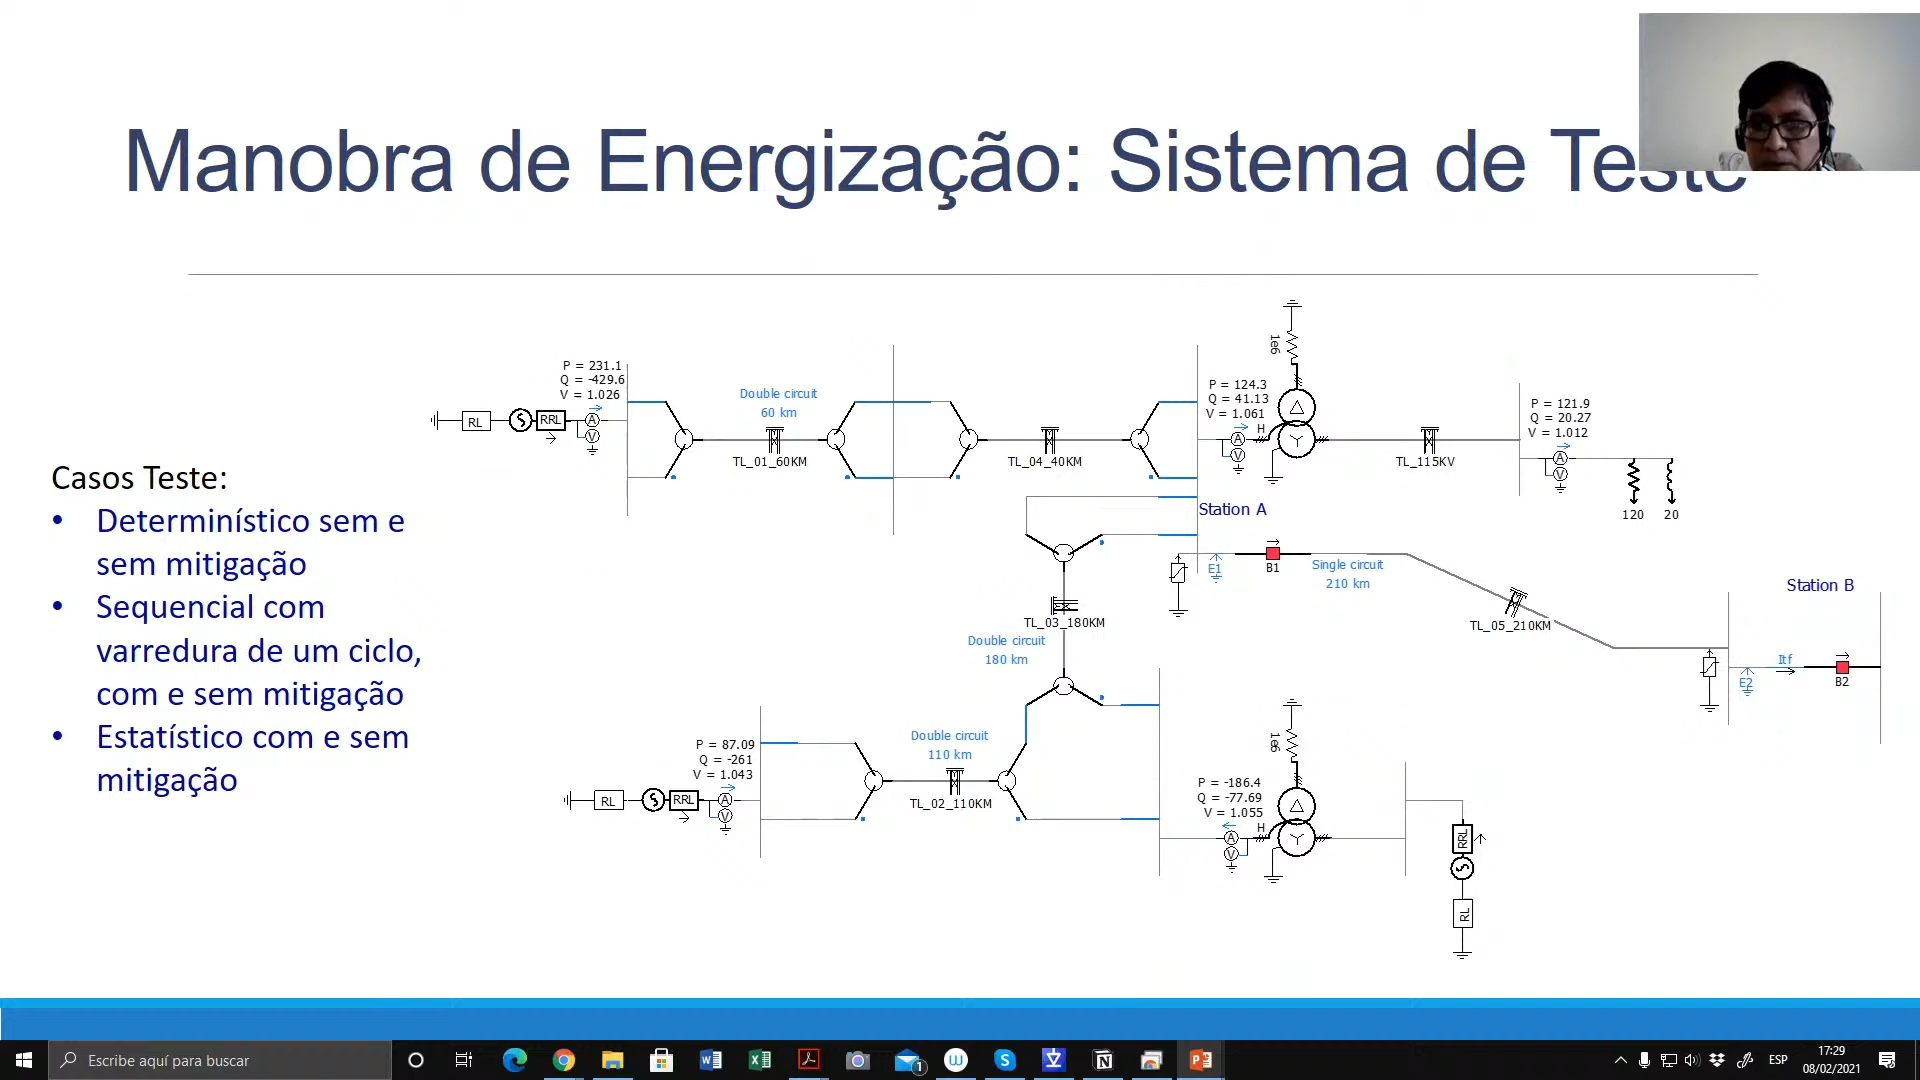 Manobra de Energização: Sistema de Teste
Casos Teste:
• Determinístico sem e
sem mitigação
• Sequencial com
varredura de um ciclo,
com e sem mitigação
• Estatístico com e sem
mitigação
P = 231.1
Q = -429.6
V = 1.026
RL
RRL
A
V
Double circuit
60 km
TL_01_60KM
TL_04_40KM
1e6
P = 124.3
Q = 41.13
V = 1.061
H
A
V
TL_115KV
P = 121.9
Q = 20.27
V = 1.012
A
V
120
20
Station A
E1
B1
Single circuit
210 km
TL_05_210KM
Station B
E2
Itf
B2
TL_03_180KM
Double circuit
180 km
P = 87.09
Q = -261
V = 1.043
RL
RRL
A
V
Double circuit
110 km
TL_02_110KM
1e6
P = -186.4
Q = -77.69
V = 1.055
H
A
V
RRL
RL
Escribe aquí para buscar
1
ESP
17:29
08/02/2021